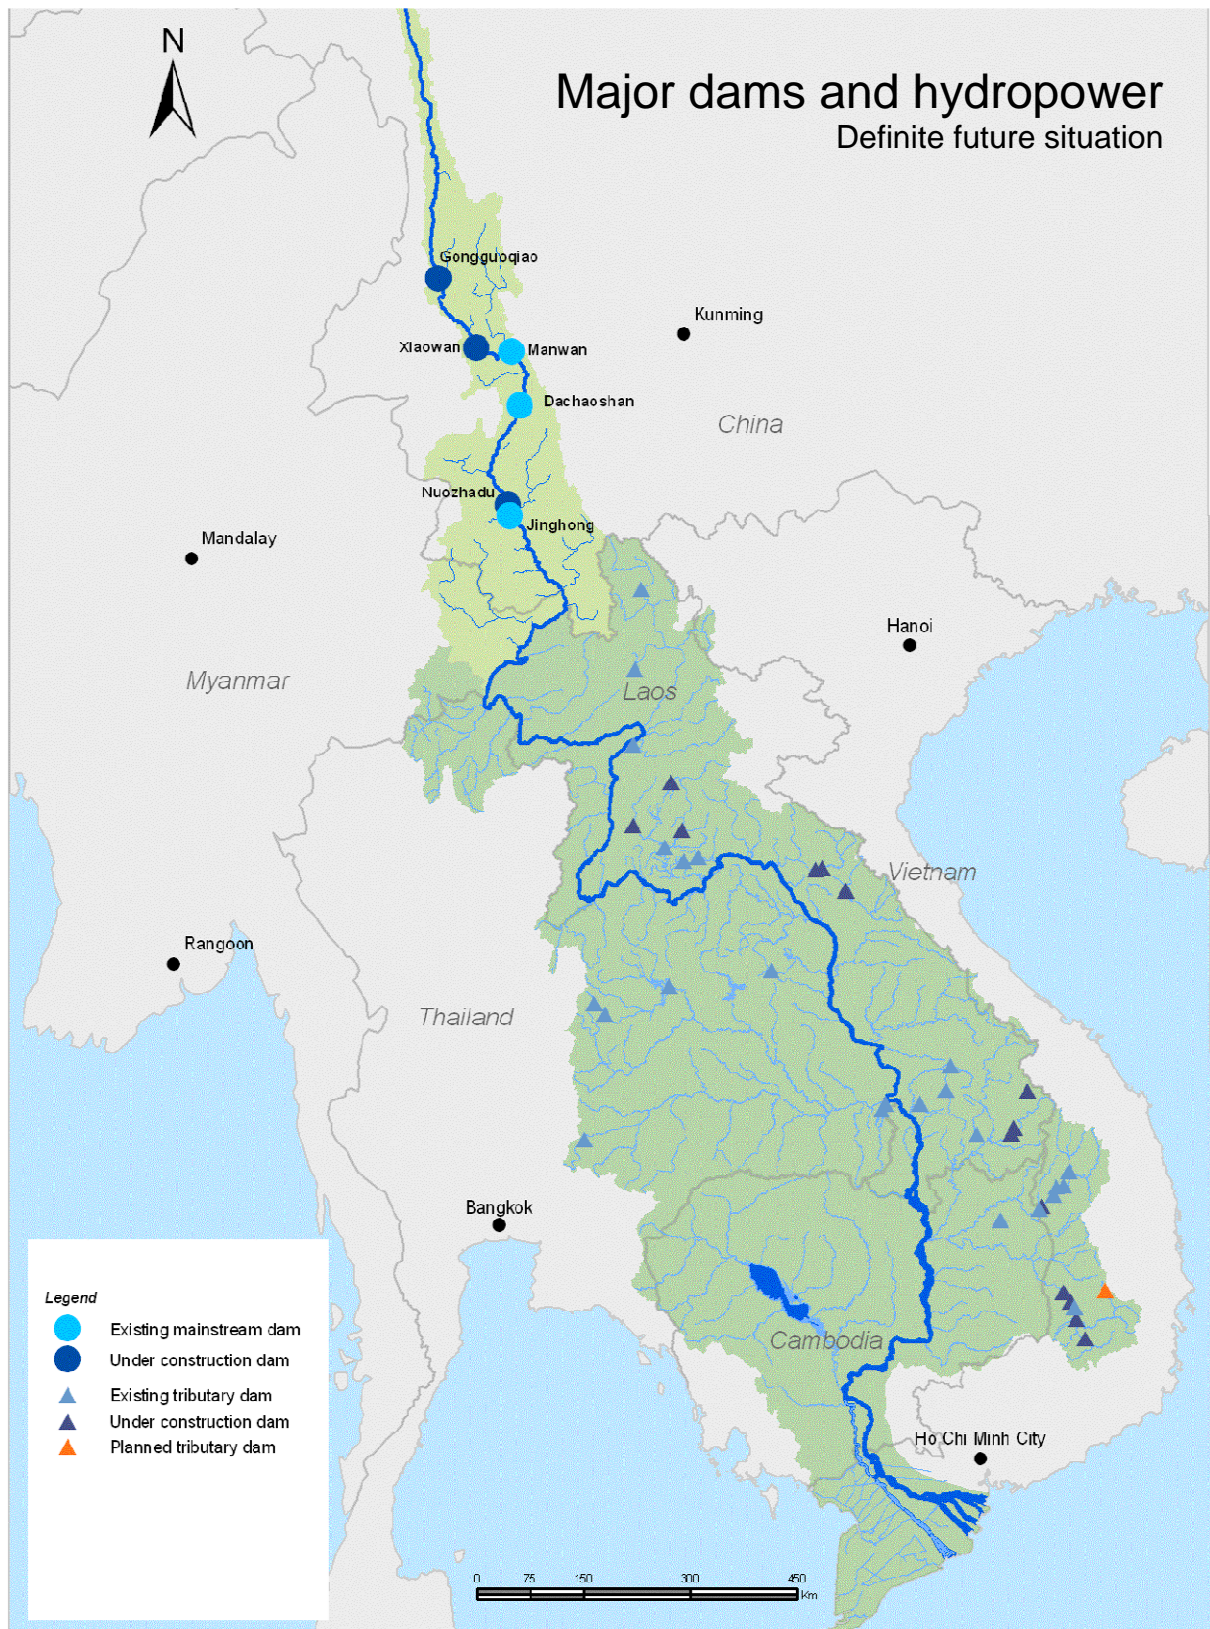 N
Major dams and hydropower
Definite future situation
Gongguoqiao
Kunming
Xiaowan
Manwan
Dachaoshan
China
Nuozhadu
Jinghong
Mandalay
Hanoi
Myanmar
Laos
Vietnam
Rangoon
Thailand
Bangkok
Legend
Existing mainstream dam
Under construction dam
Existing tributary dam
Under construction dam
Planned tributary dam
Cambodia
Ho Chi Minh City
0 75 150 300 450
Km